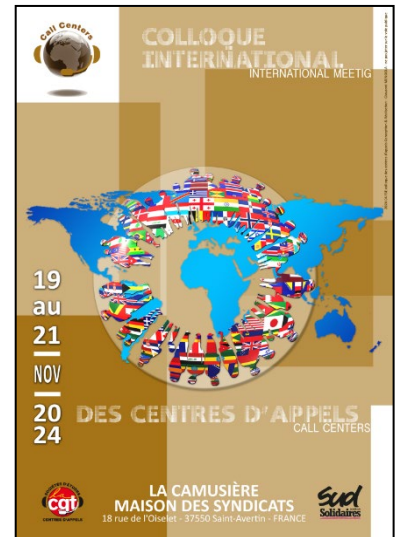 Call Centers
COLLOQUE
INTERNATIONAL
INTERNATIONAL MEETIG
19
au
21
NOV
20
24
DES CENTRES D'APPELS
CALL CENTERS
cgt
CENTRES D'APPELS
LA CAMUSIÈRE
MAISON DES SYNDICATS
18 rue de l'Oiselet - 37550 Saint-Avertin - FRANCE
Sud
Solidaires